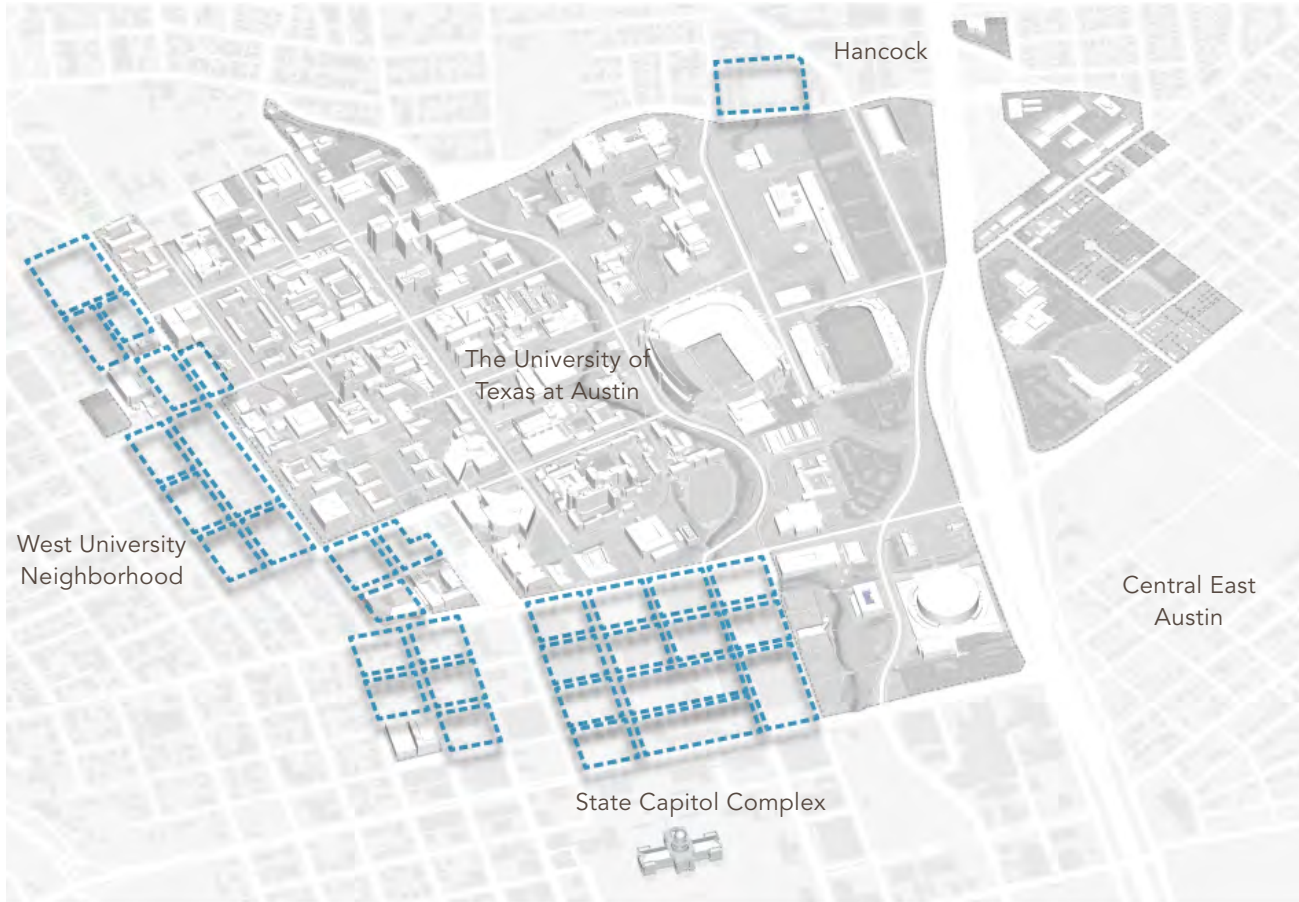 Hancock
The University of
Texas at Austin
West University
Neighborhood
Central East
Austin
State Capitol Complex